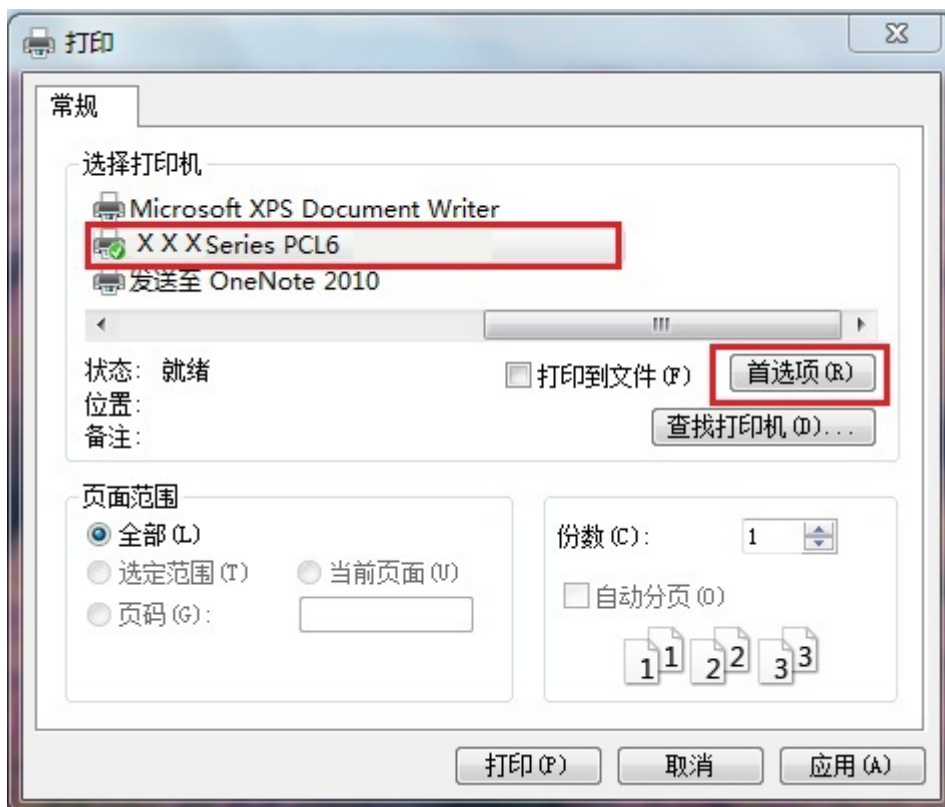 打印
常规
选择打印机
Microsoft XPS Document Writer
X X X Series PCL6
发送至 OneNote 2010
状态: 就绪
打印到文件(F)
首选项(R)
位置:
备注:
查找打印机(D)...
页面范围
全部(L)
选定范围(T) 当前页面(U)
页码(G):
份数(C): 1
自动分页(O)
1 1 2 2 3 3
打印(P) 取消 应用(A)